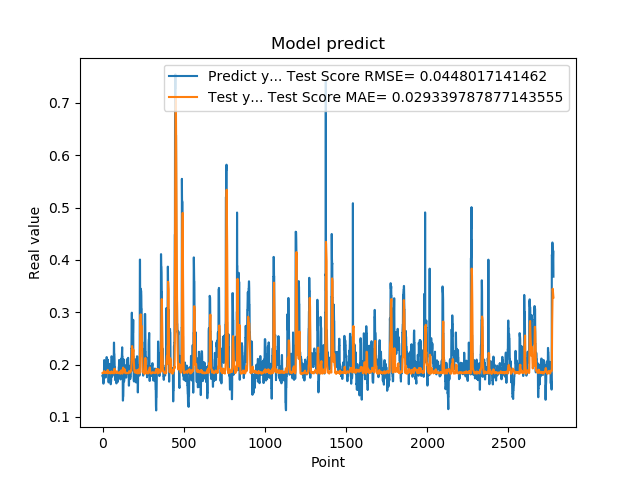 Model predict
Predict y... Test Score RMSE= 0.0448017141462
Test y... Test Score MAE= 0.029339787877143555
Real value
0.7
0.6
0.5
0.4
0.3
0.2
0.1
0 500 1000 1500 2000 2500
Point